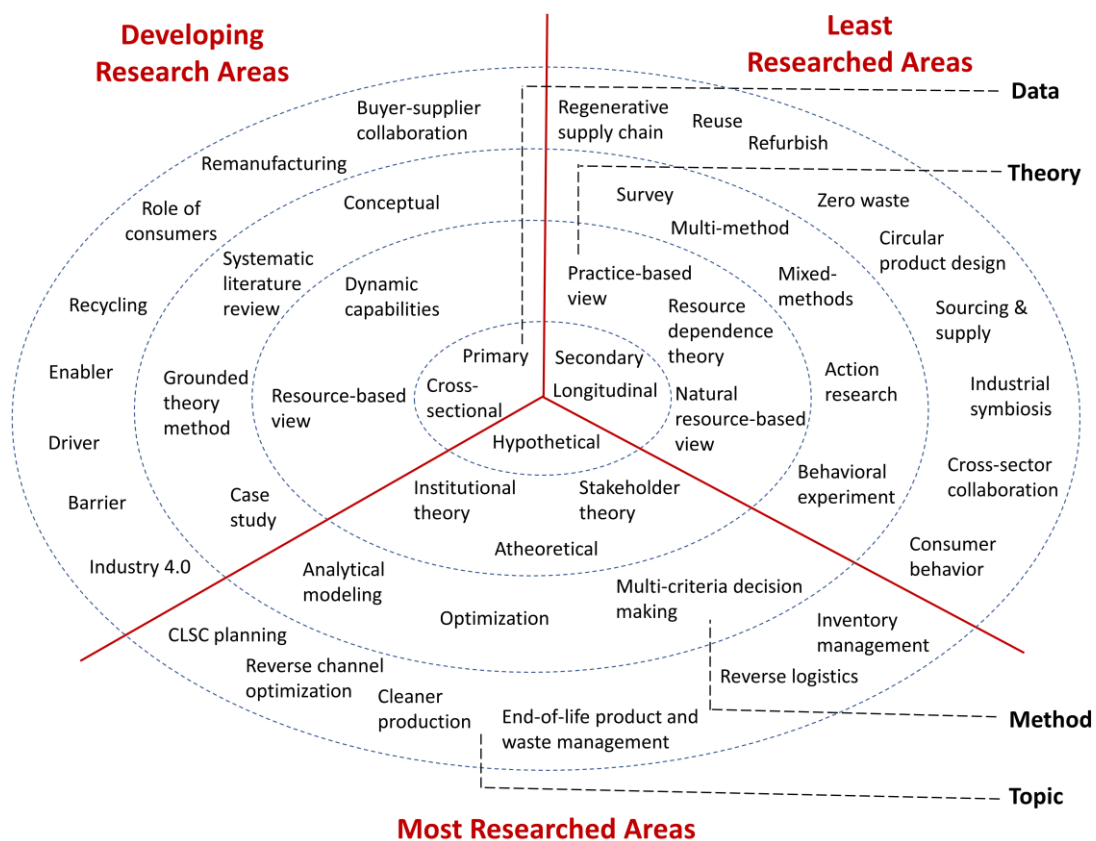 Developing
Research Areas
Least
Researched Areas
Data
Theory
Method
Topic
Most Researched Areas
Buyer-supplier
collaboration
Remanufacturing
Role of
consumers
Recycling
Enabler
Driver
Barrier
Industry 4.0
Conceptual
Systematic
literature
review
Grounded
theory
method
Case
study
Dynamic
capabilities
Resource-based
view
Primary
Cross-
sectional
Regenerative
supply chain
Reuse
Refurbish
Zero waste
Circular
product design
Sourcing &
supply
Industrial
symbiosis
Cross-sector
collaboration
Consumer
behavior
Survey
Multi-method
Mixed-
methods
Action
research
Behavioral
experiment
Practice-based
view
Resource
dependence
theory
Natural
resource-based
view
Secondary
Longitudinal
Hypothetical
Institutional
theory
Stakeholder
theory
Atheoretical
Analytical
modeling
Optimization
Multi-criteria decision
making
CLSC planning
Reverse channel
optimization
Cleaner
production
End-of-life product and
waste management
Reverse logistics
Inventory
management